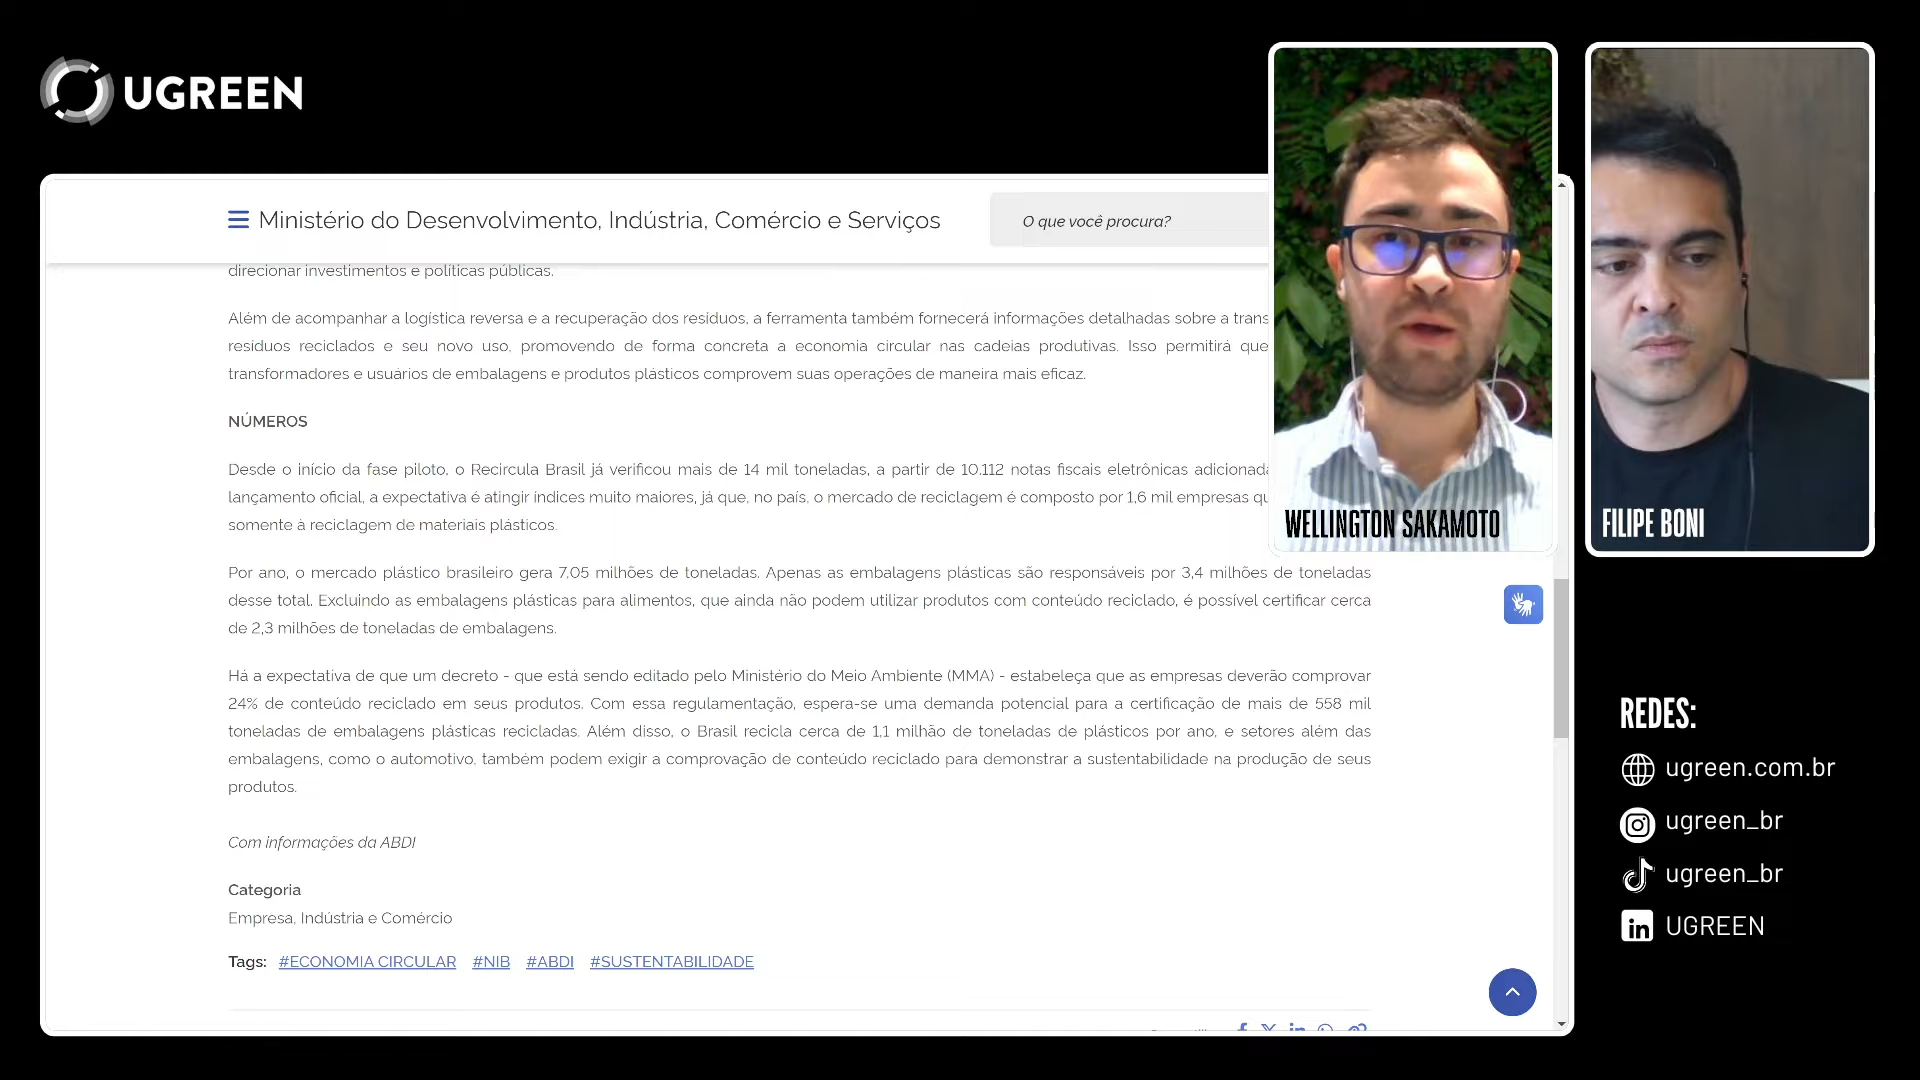 UGREEN
Ministério do Desenvolvimento, Indústria, Comércio e Serviços
O que você procura?
direcionar investimentos e políticas públicas.
Além de acompanhar a logística reversa e a recuperação dos resíduos, a ferramenta também fornecerá informações detalhadas sobre a
resíduos reciclados e seu novo uso, promovendo de forma concreta a economia circular nas cadeias produtivas. Isso permitirá que
transformadores e usuários de embalagens e produtos plásticos comprovem suas operações de maneira mais eficaz.
NÚMEROS
Desde o início da fase piloto, o Recircula Brasil já verificou mais de 14 mil toneladas, a partir de 10.112 notas fiscais eletrônicas
lançamento oficial, a expectativa é atingir índices muito maiores, já que, no país, o mercado de reciclagem é composto por 1,6 mil empresas
somente à reciclagem de materiais plásticos.
Por ano, o mercado plástico brasileiro gera 7,05 milhões de toneladas. Apenas as embalagens plásticas são responsáveis por 3,4 milhões de toneladas
desse total. Excluindo as embalagens plásticas para alimentos, que ainda não podem utilizar produtos com conteúdo reciclado, é possível certificar cerca
de 2,3 milhões de toneladas de embalagens.
Há a expectativa de que um decreto - que está sendo editado pelo Ministério do Meio Ambiente (MMA) - estabeleça que as empresas deverão comprovar
24% de conteúdo reciclado em seus produtos. Com essa regulamentação, espera-se uma demanda potencial para a certificação de mais de 558 mil
toneladas de embalagens plásticas recicladas. Além disso, o Brasil recicla cerca de 1,1 milhão de toneladas de plásticos por ano, e setores além das
embalagens, como o automotivo, também podem exigir a comprovação de conteúdo reciclado para demonstrar a sustentabilidade na produção de seus
produtos.
Com informações da ABDI
Categoria
Empresa, Indústria e Comércio
Tags: #ECONOMIA CIRCULAR #NIB #ABDI #SUSTENTABILIDADE
WELLINGTON SAKAMOTO
FILIPE BONI
REDES:
ugreen.com.br
ugreen_br
ugreen_br
UGREEN